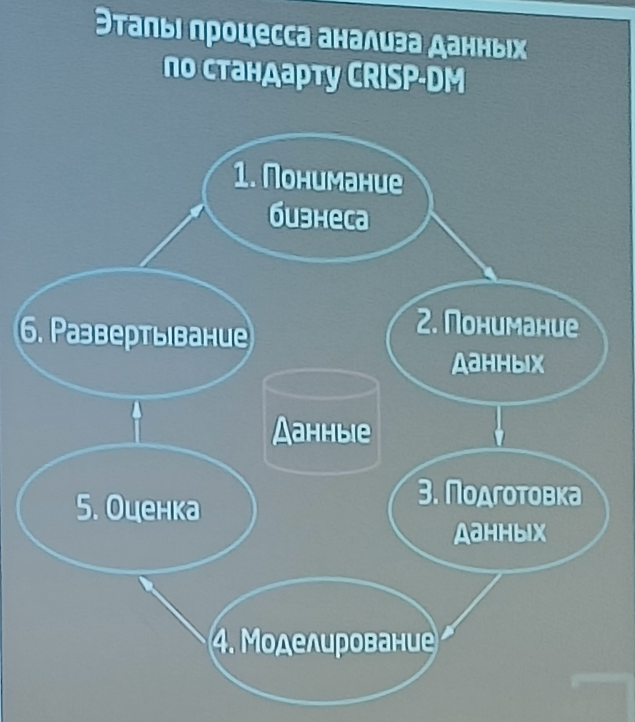 Этапы процесса анализа данных
по стандарту CRISP-DM
1. Понимание
бизнеса
2. Понимание
данных
3. Подготовка
данных
4. Моделирование
5. Оценка
6. Развертывание
Данные